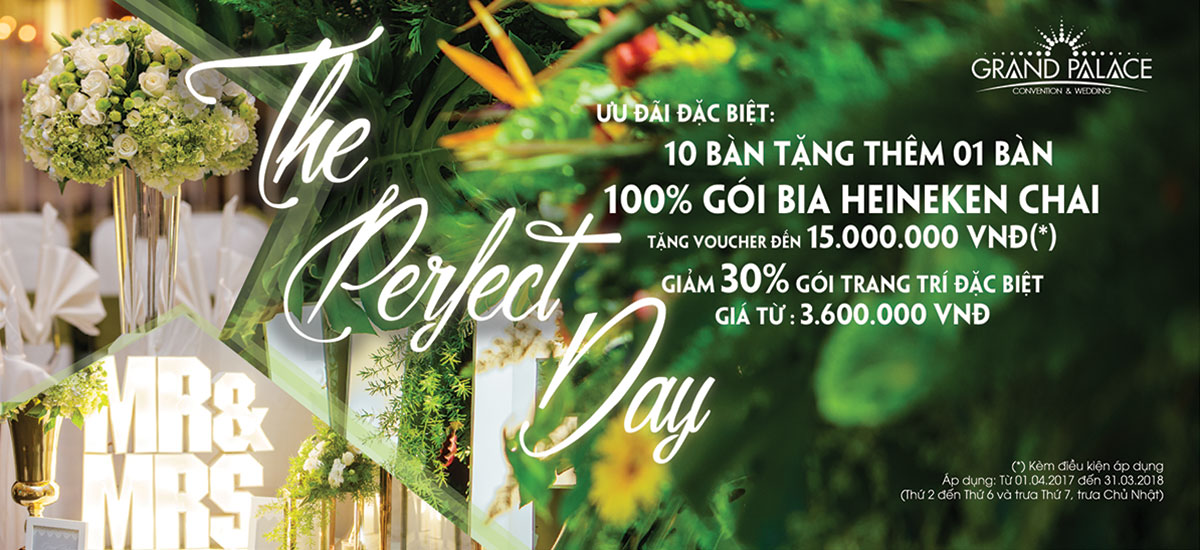 The
Perfect
Day
GRAND PALACE
CONVENTION & WEDDING
ƯU ĐÃI ĐẶC BIỆT:
10 BÀN TẶNG THÊM 01 BÀN
100% GÓI BIA HEINEKEN CHAI
TẶNG VOUCHER ĐẾN 15.000.000 VNĐ(*)
GIẢM 30% GÓI TRANG TRÍ ĐẶC BIỆT
GIÁ TỪ : 3.600.000 VNĐ
MR&
MRS
(*) Kèm điều kiện áp dụng
Áp dụng: Từ 01.04.2017 đến 31.03.2018
(Thứ 2 đến Thứ 6 và trưa Thứ 7, trưa Chủ Nhật)